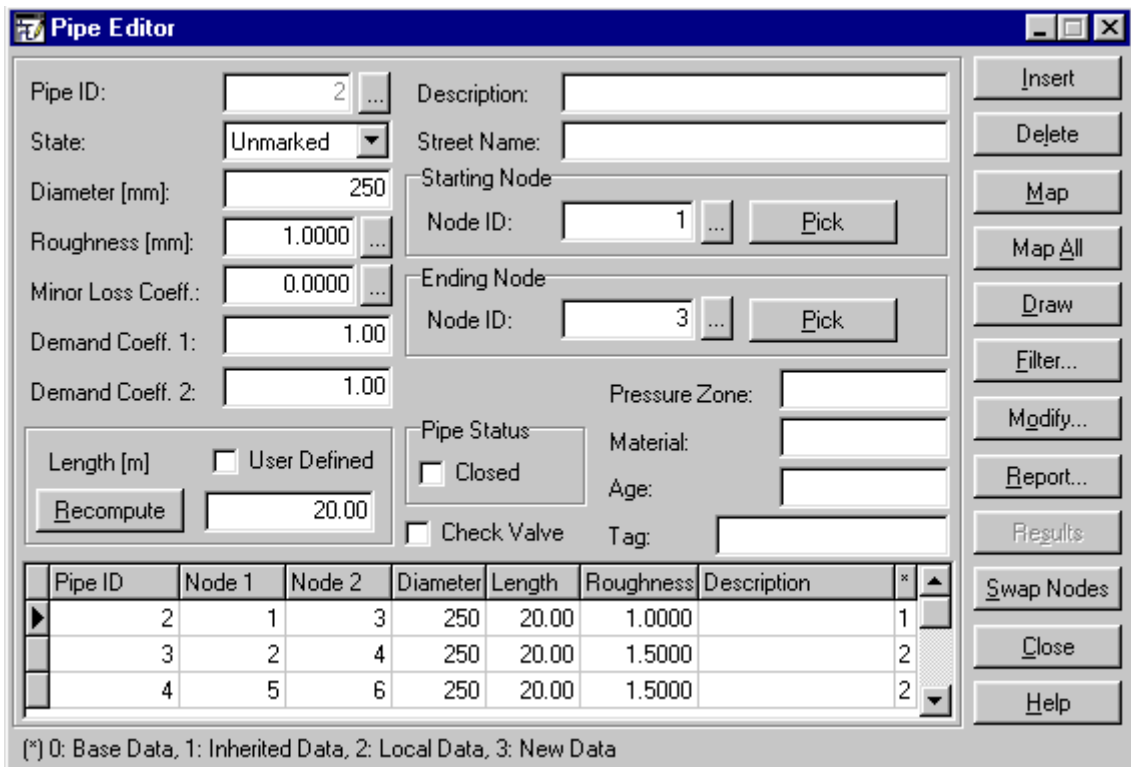 Pipe Editor
Pipe ID: 2 ...
State: Unmarked
Diameter [mm]: 250
Roughness [mm]: 1.0000 ...
Minor Loss Coeff.: 0.0000 ...
Demand Coeff. 1: 1.00
Demand Coeff. 2: 1.00
Length [m] User Defined
Recompute 20.00
Description:
Street Name:
Starting Node
Node ID: 1 ... Pick
Ending Node
Node ID: 3 ... Pick
Pipe Status
Closed
Check Valve
Pressure Zone:
Material:
Age:
Tag:
Insert
Delete
Map
Map All
Draw
Filter...
Modify...
Report...
Results
Swap Nodes
Close
Help
Pipe ID Node 1 Node 2 Diameter Length Roughness Description *
2 1 3 250 20.00 1.0000 1
3 2 4 250 20.00 1.5000 2
4 5 6 250 20.00 1.5000 2
(*) 0: Base Data, 1: Inherited Data, 2: Local Data, 3: New Data